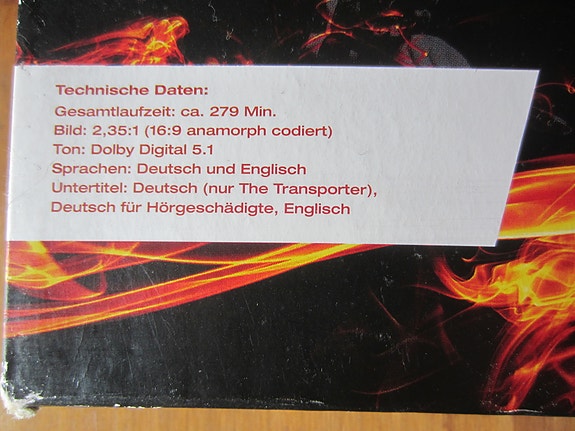 Technische Daten:
Gesamtlaufzeit: ca. 279 Min.
Bild: 2,35:1 (16:9 anamorph codiert)
Ton: Dolby Digital 5.1
Sprachen: Deutsch und Englisch
Untertitel: Deutsch (nur The Transporter),
Deutsch für Hörgeschädigte, Englisch